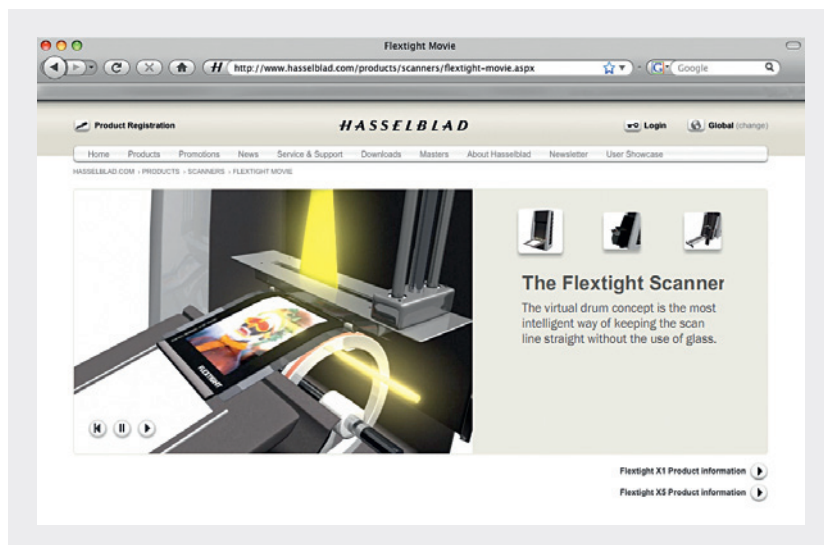 Flextight Movie
H http://www.hasselblad.com/products/scanners/flextight-movie.aspx G Google
Product Registration HASSELBLAD Login Global (change)
Home Products Promotions News Service & Support Downloads Masters About Hasselblad Newsletter User Showcase
HASSELBLAD.COM › PRODUCTS › SCANNERS › FLEXTIGHT MOVIE
The Flextight Scanner
The virtual drum concept is the most
intelligent way of keeping the scan
line straight without the use of glass.
FLEXTIGHT
Flextight X1 Product information
Flextight X5 Product information